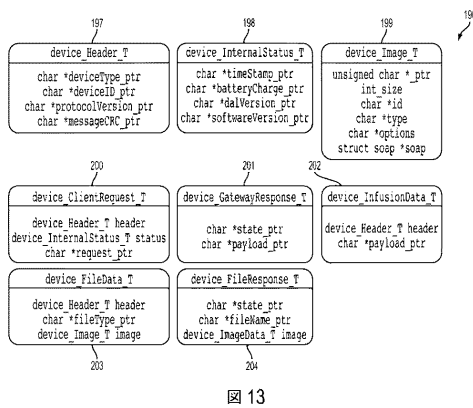 196
197
198
199
device_Header_T
char *deviceType_ptr
char *deviceID_ptr
char *protocolVersion_ptr
char *messageCRC_ptr
device_InternalStatus_T
char *timeStamp_ptr
char *batteryCharge_ptr
char *dalVersion_ptr
char *softwareVersion_ptr
device_Image_T
unsigned char *_ptr
int_size
char *id
char *type
char *options
struct soap *soap
200
201
202
device_ClientRequest_T
device_Header_T header
device_InternalStatus_T status
char *request_ptr
device_GatewayResponse_T
char *state_ptr
char *payload_ptr
device_InfusionData_T
device_Header_T header
char *payload_ptr
device_FileData_T
device_Header_T header
char *fileType_ptr
device_Image_T image
device_FileResponse_T
char *state_ptr
char *fileName_ptr
device_ImageData_T image
203
204
図 13